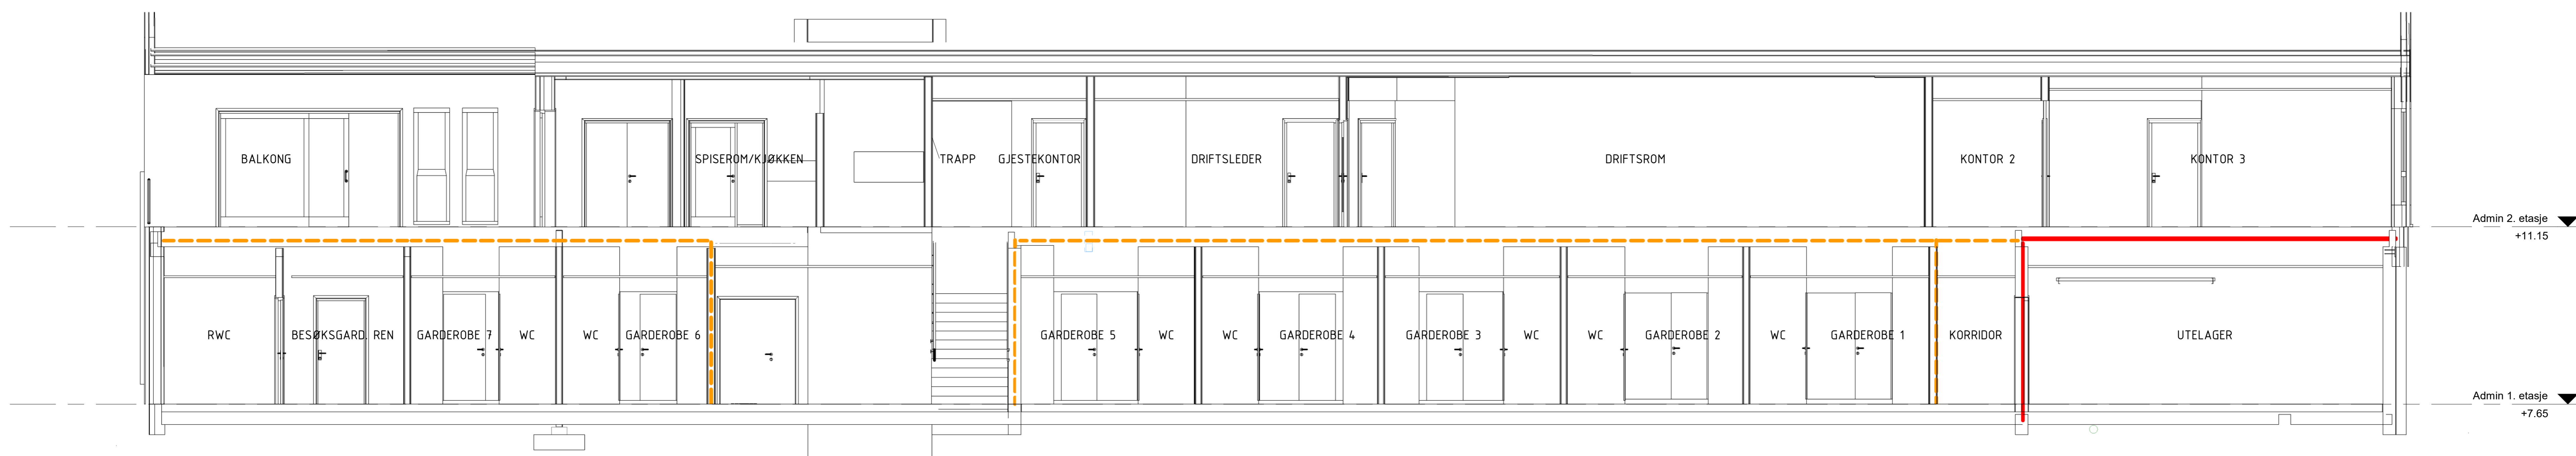 BALKONG
SPISEROM/KJØKKEN
TRAPP
GJESTEKONTOR
DRIFTSLEDER
DRIFTSROM
KONTOR 2
KONTOR 3
Admin 2. etasje
+11.15
RWC
BESØKSGARD. REN
GARDEROBE 7
WC
WC
GARDEROBE 6
GARDEROBE 5
WC
WC
GARDEROBE 4
GARDEROBE 3
WC
WC
GARDEROBE 2
WC
GARDEROBE 1
KORRIDOR
UTELAGER
Admin 1. etasje
+7.65